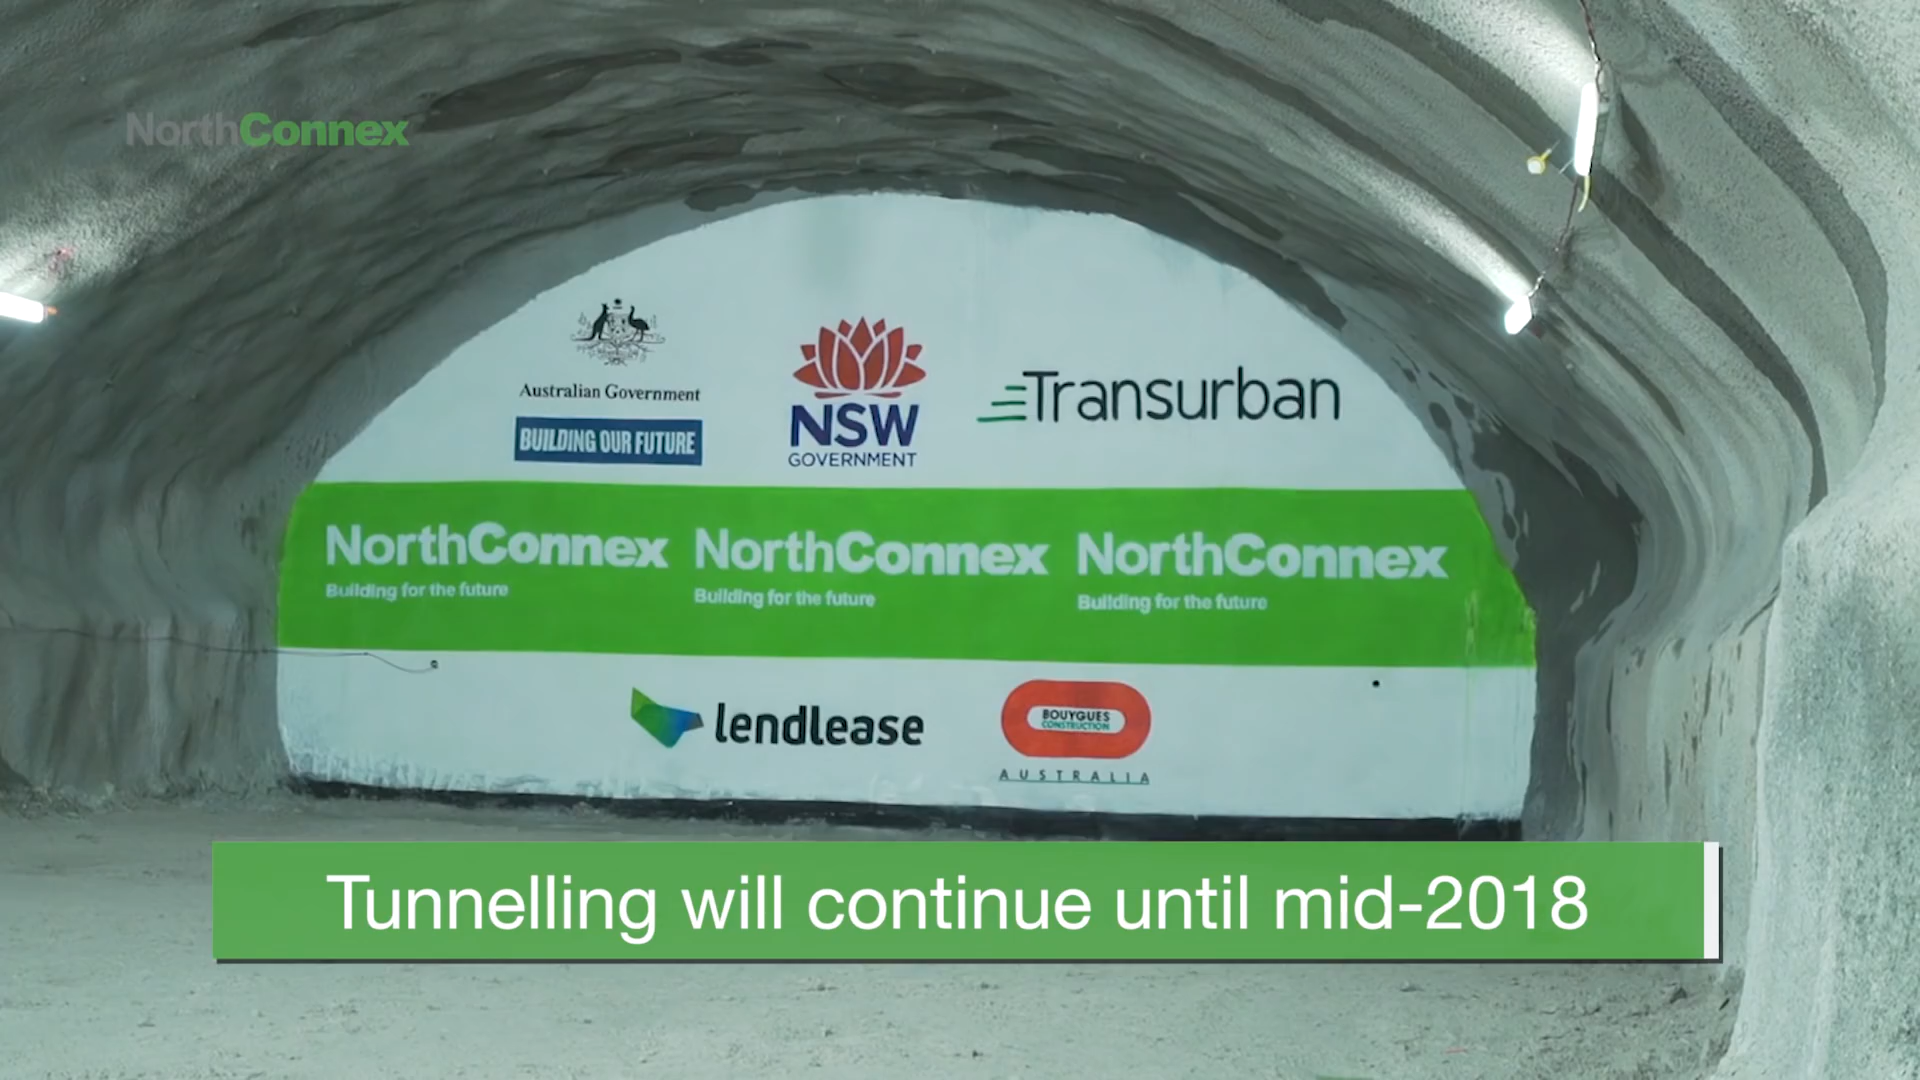 NorthConnex
Australian Government
BUILDING OUR FUTURE
NSW
GOVERNMENT
Transurban
NorthConnex NorthConnex NorthConnex
Building for the future Building for the future Building for the future
lendlease
BOUYGUES
CONSTRUCTION
AUSTRALIA
Tunnelling will continue until mid-2018